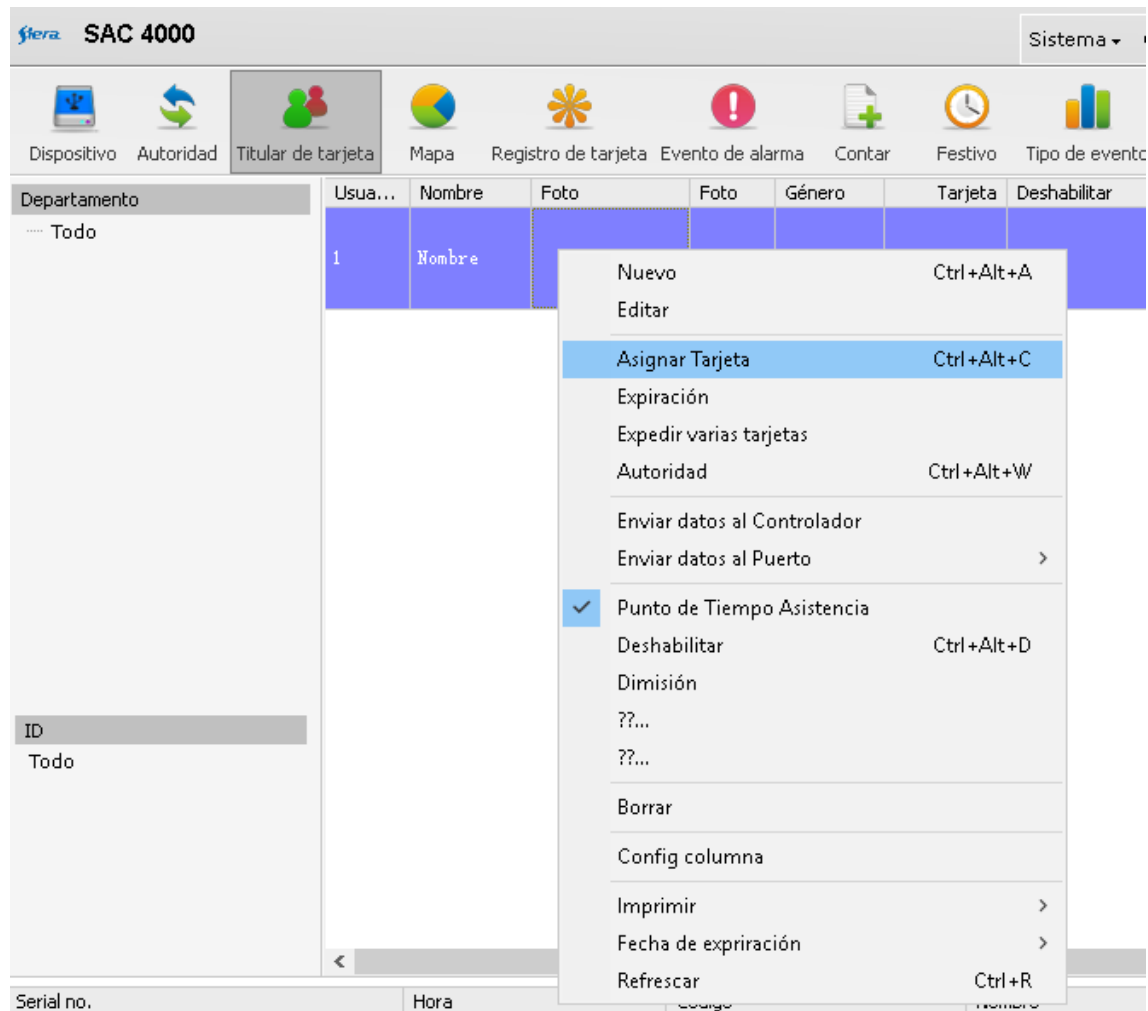 fera SAC 4000
Sistema
Dispositivo Autoridad Titular de tarjeta Mapa Registro de tarjeta Evento de alarma Contar Festivo Tipo de evento
Departamento
Todo
Usua... Nombre Foto Foto Género Tarjeta Deshabilitar
1 Nombre
Nuevo Ctrl+Alt+A
Editar
Asignar Tarjeta Ctrl+Alt+C
Expiración
Expedir varias tarjetas
Autoridad Ctrl+Alt+W
Enviar datos al Controlador
Enviar datos al Puerto
Punto de Tiempo Asistencia
Deshabilitar Ctrl+Alt+D
Dimisión
??...
??...
Borrar
Config columna
Imprimir
Fecha de expriración
Refrescar Ctrl+R
ID
Todo
Serial no. Hora